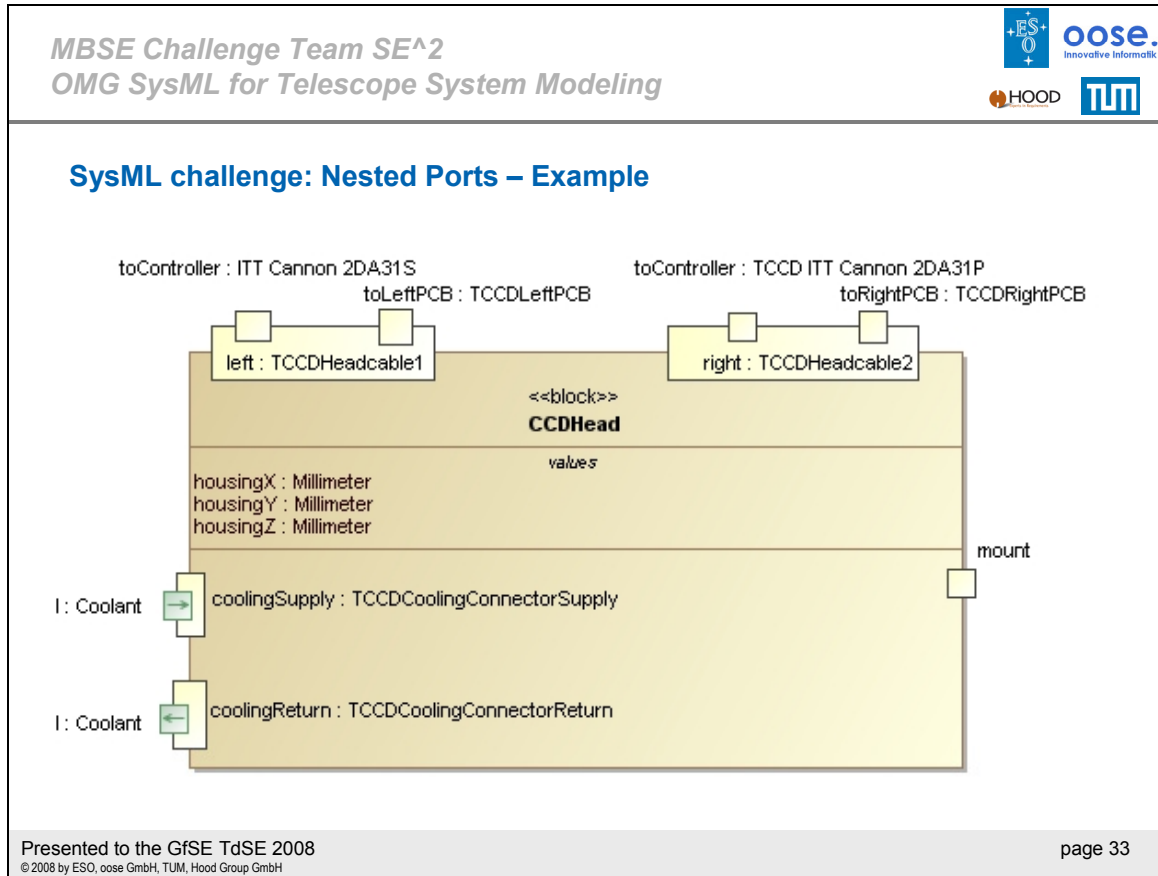 MBSE Challenge Team SE^2
OMG SysML for Telescope System Modeling
ESO
oose.
Innovative Informatik
HOOD
TUM
SysML challenge: Nested Ports – Example
toController : ITT Cannon 2DA31S
toController : TCCD ITT Cannon 2DA31P
toLeftPCB : TCCDLeftPCB
toRightPCB : TCCDRightPCB
left : TCCDHeadcable1
right : TCCDHeadcable2
<<block>>
CCDHead
values
housingX : Millimeter
housingY : Millimeter
housingZ : Millimeter
mount
l : Coolant
coolingSupply : TCCDCoolingConnectorSupply
l : Coolant
coolingReturn : TCCDCoolingConnectorReturn
Presented to the GfSE TdSE 2008
page 33
© 2008 by ESO, oose GmbH, TUM, Hood Group GmbH